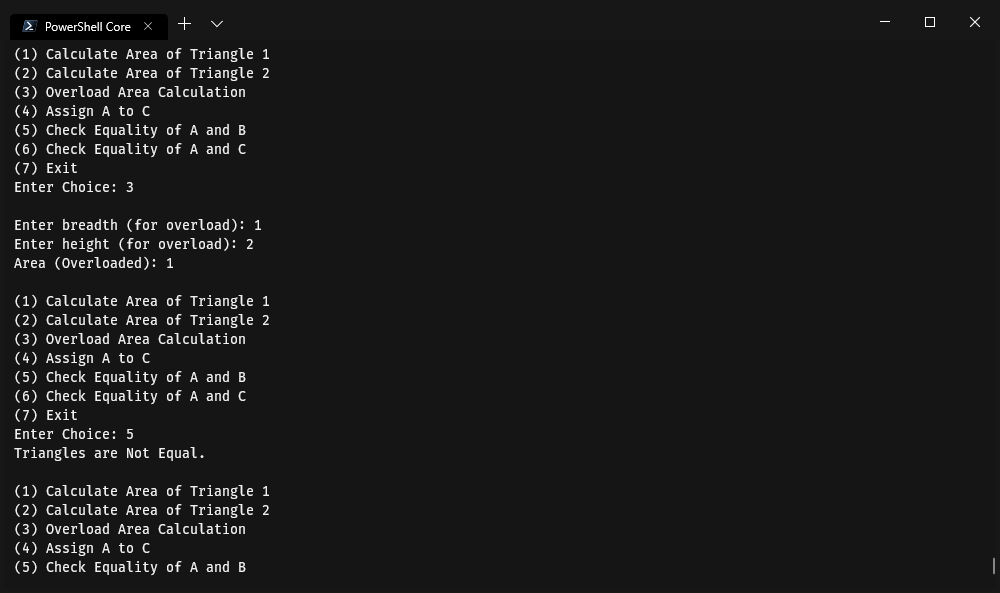 PowerShell Core
(1) Calculate Area of Triangle 1
(2) Calculate Area of Triangle 2
(3) Overload Area Calculation
(4) Assign A to C
(5) Check Equality of A and B
(6) Check Equality of A and C
(7) Exit
Enter Choice: 3
Enter breadth (for overload): 1
Enter height (for overload): 2
Area (Overloaded): 1
(1) Calculate Area of Triangle 1
(2) Calculate Area of Triangle 2
(3) Overload Area Calculation
(4) Assign A to C
(5) Check Equality of A and B
(6) Check Equality of A and C
(7) Exit
Enter Choice: 5
Triangles are Not Equal.
(1) Calculate Area of Triangle 1
(2) Calculate Area of Triangle 2
(3) Overload Area Calculation
(4) Assign A to C
(5) Check Equality of A and B